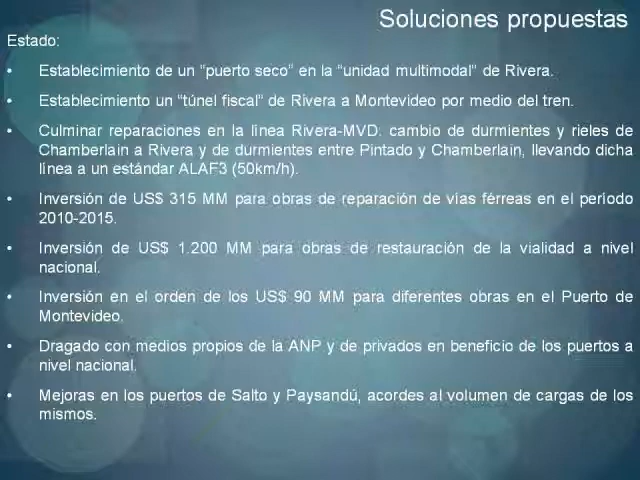 Soluciones propuestas
Estado:
• Establecimiento de un “puerto seco” en la “unidad multimodal” de Rivera.
• Establecimiento un “túnel fiscal“ de Rivera a Montevideo por medio del tren.
• Culminar reparaciones en la línea Rivera-MVD. cambio de durmientes y rieles de
Chamberlain a Rivera y de durmientes entre Pintado y Chamberlain, llevando dicha
línea a un estándar ALAF3 (50km/h).
• Inversión de US$ 315 MM para obras de reparación de vías férreas en el período
2010-2015.
• Inversión de US$ 1.200 MM para obras de restauración de la vialidad a nivel
nacional.
• Inversión en el orden de los US$ 90 MM para diferentes obras en el Puerto de
Montevideo.
• Dragado con medios propios de la ANP y de privados en beneficio de los puertos a
nivel nacional.
• Mejoras en los puertos de Salto y Paysandú, acordes al volumen de cargas de los
mismos.